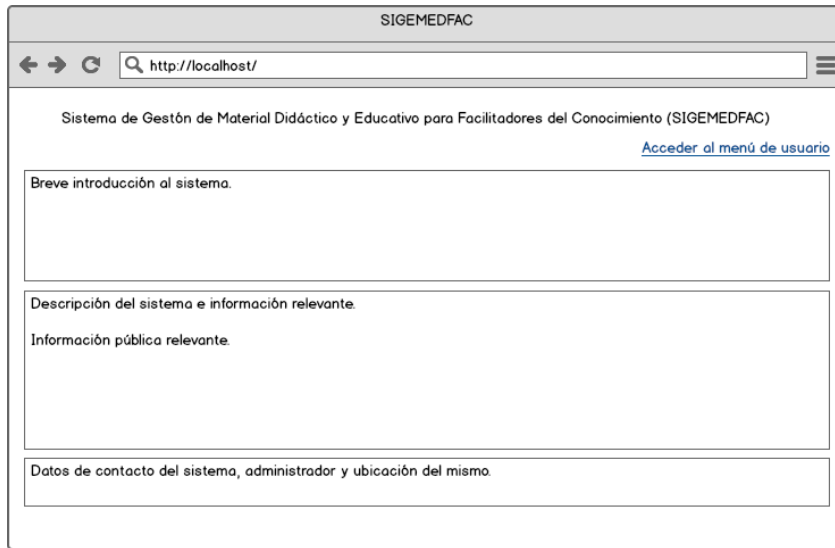 SIGEMEDFAC
http://localhost/
Sistema de Gestón de Material Didáctico y Educativo para Facilitadores del Conocimiento (SIGEMEDFAC)
Acceder al menú de usuario
Breve introducción al sistema.
Descripción del sistema e información relevante.
Información pública relevante.
Datos de contacto del sistema, administrador y ubicación del mismo.